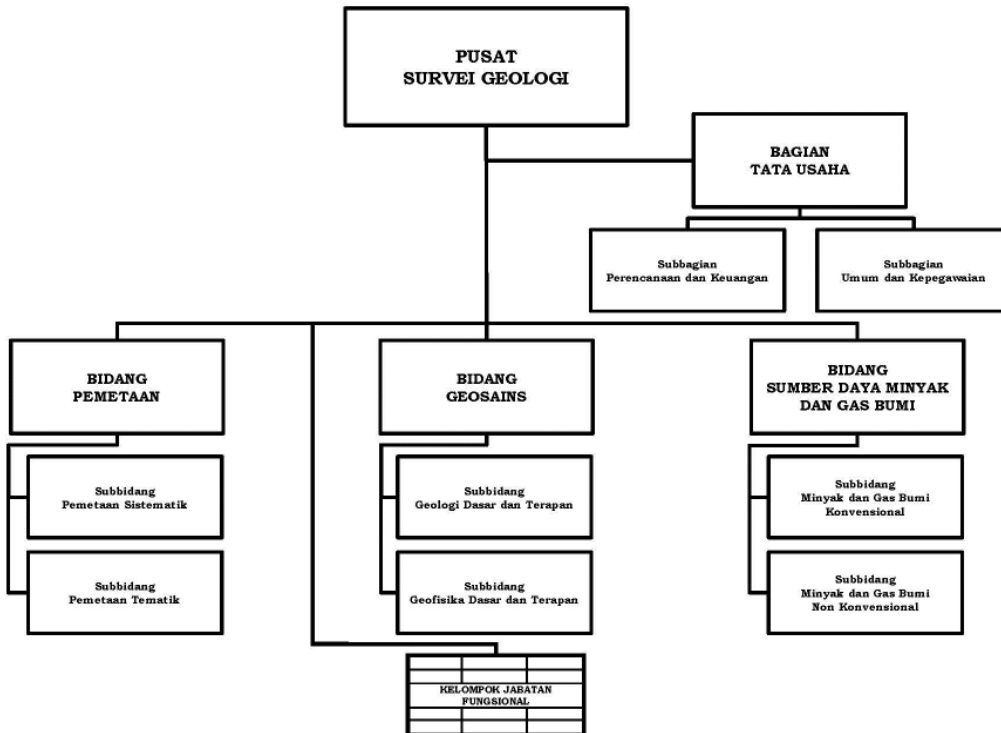 PUSAT
SURVEI GEOLOGI
BAGIAN
TATA USAHA
Subbagian
Perencanaan dan Keuangan
Subbagian
Umum dan Kepegawaian
BIDANG
PEMETAAN
BIDANG
GEOSAINS
BIDANG
SUMBER DAYA MINYAK
DAN GAS BUMI
Subbidang
Pemetaan Sistematik
Subbidang
Geologi Dasar dan Terapan
Subbidang
Minyak dan Gas Bumi
Konvensional
Subbidang
Pemetaan Tematik
Subbidang
Geofisika Dasar dan Terapan
Subbidang
Minyak dan Gas Bumi
Non Konvensional
KELOMPOK JABATAN
FUNGSIONAL